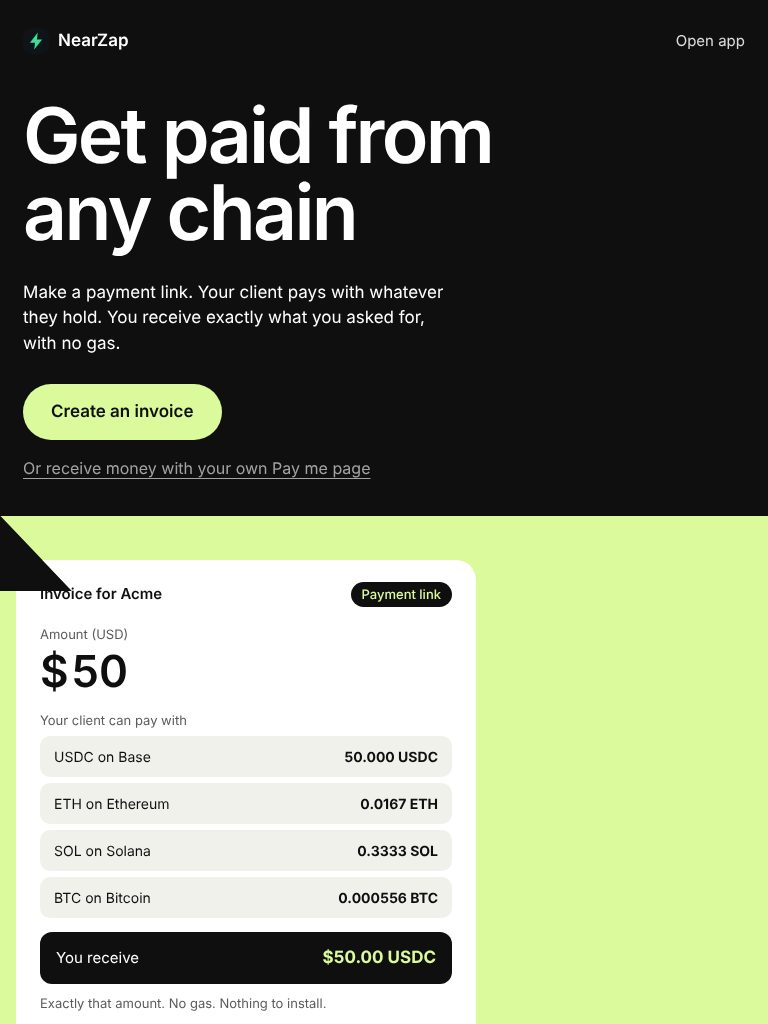 NearZap
Open app
Get paid from
any chain
Make a payment link. Your client pays with whatever
they hold. You receive exactly what you asked for,
with no gas.
Create an invoice
Or receive money with your own Pay me page
Invoice for Acme
Payment link
Amount (USD)
$50
Your client can pay with
USDC on Base
50.000 USDC
ETH on Ethereum
0.0167 ETH
SOL on Solana
0.3333 SOL
BTC on Bitcoin
0.000556 BTC
You receive
$50.00 USDC
Exactly that amount. No gas. Nothing to install.